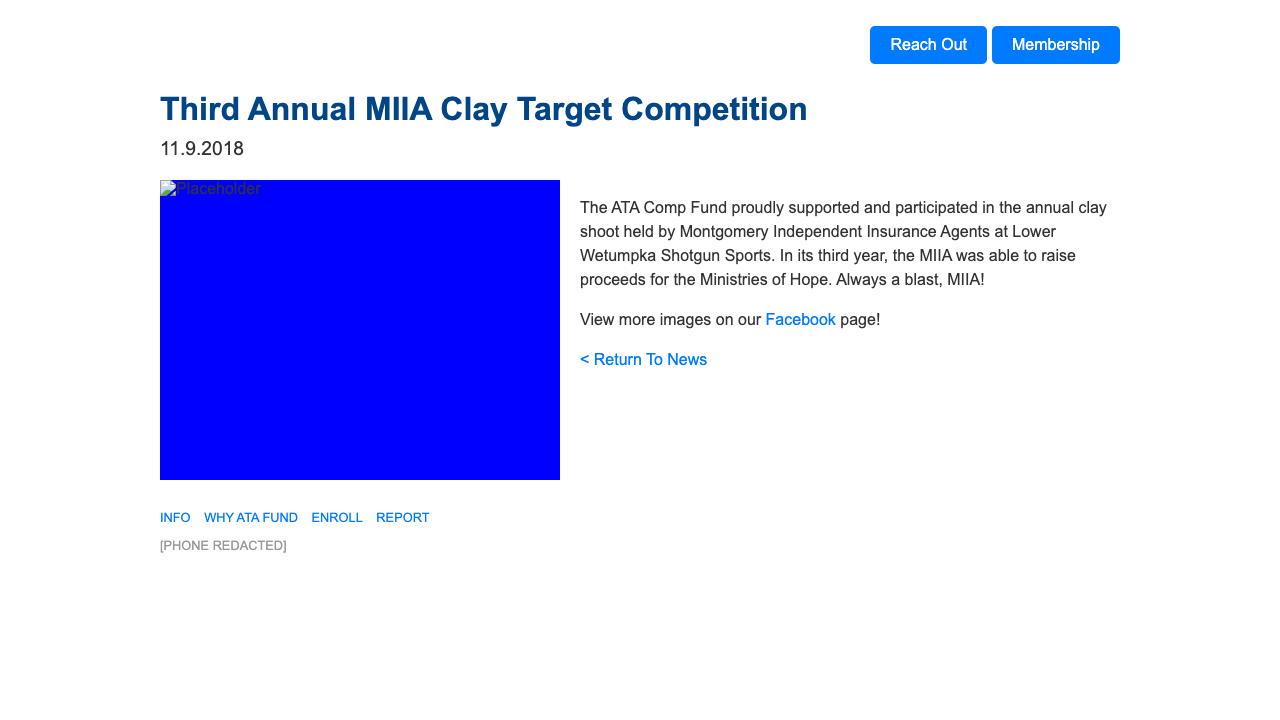 Reach Out Membership
Third Annual MIIA Clay Target Competition
11.9.2018
Placeholder
The ATA Comp Fund proudly supported and participated in the annual clay
shoot held by Montgomery Independent Insurance Agents at Lower
Wetumpka Shotgun Sports. In its third year, the MIIA was able to raise
proceeds for the Ministries of Hope. Always a blast, MIIA!
View more images on our Facebook page!
< Return To News
INFO WHY ATA FUND ENROLL REPORT
[PHONE REDACTED]